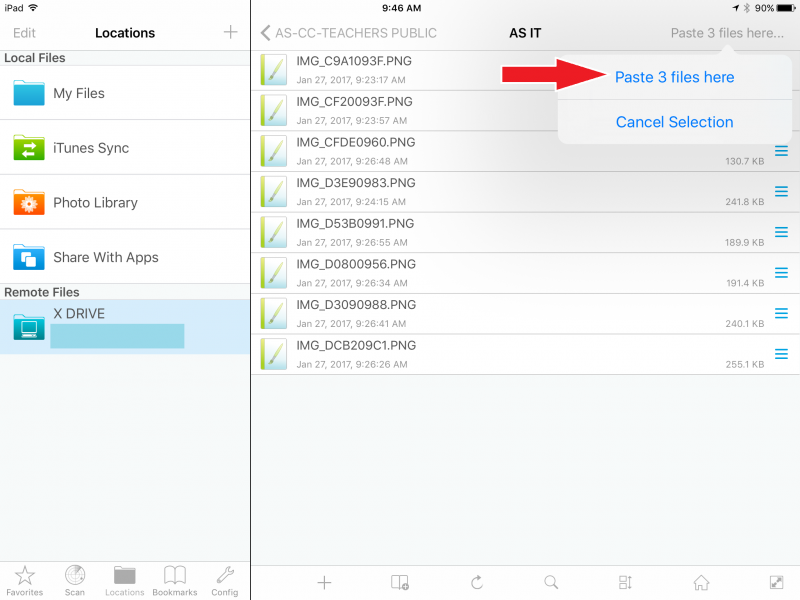 iPad
9:46 AM
90%
Edit
Locations
AS-CC-TEACHERS PUBLIC
AS IT
Paste 3 files here...
Local Files
My Files
iTunes Sync
Photo Library
Share With Apps
Remote Files
X DRIVE
IMG_C9A1093F.PNG
Jan 27, 2017, 9:23:17 AM
IMG_CF20093F.PNG
Jan 27, 2017, 9:23:57 AM
IMG_CFDE0960.PNG
Jan 27, 2017, 9:26:48 AM
130.7 KB
IMG_D3E90983.PNG
Jan 27, 2017, 9:24:15 AM
241.8 KB
IMG_D53B0991.PNG
Jan 27, 2017, 9:26:55 AM
189.9 KB
IMG_D0800956.PNG
Jan 27, 2017, 9:26:34 AM
191.4 KB
IMG_D3090988.PNG
Jan 27, 2017, 9:26:41 AM
240.1 KB
IMG_DCB209C1.PNG
Jan 27, 2017, 9:26:26 AM
255.1 KB
Paste 3 files here
Cancel Selection
Favorites
Scan
Locations
Bookmarks
Config